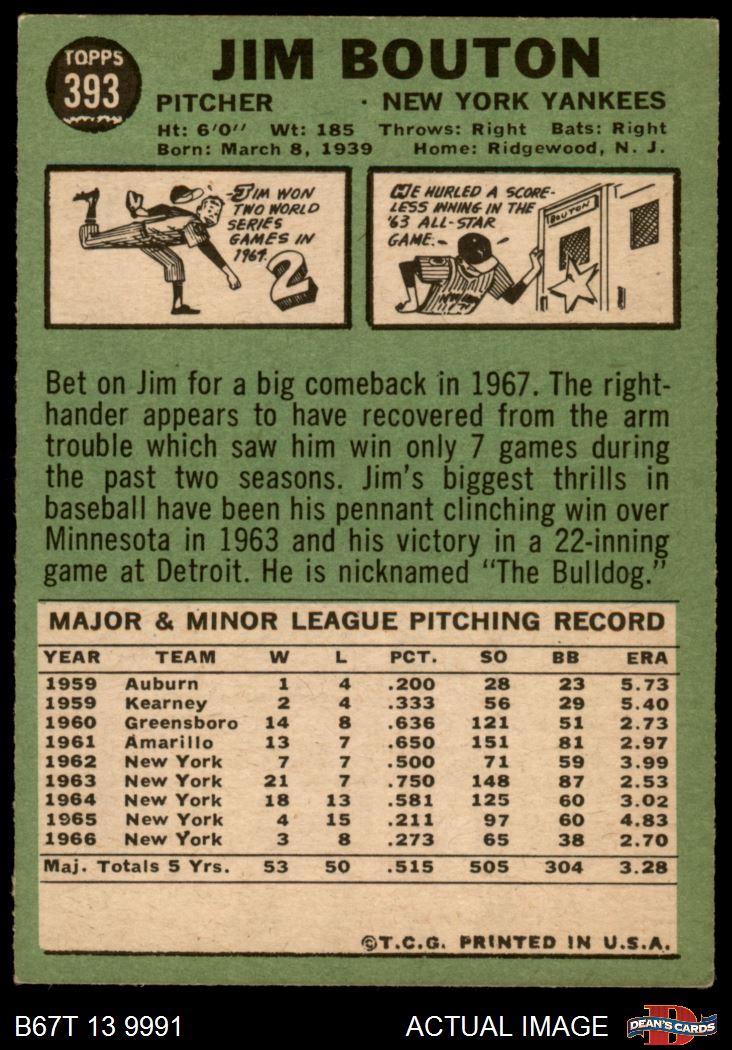 TOPPS
393
JIM BOUTON
PITCHER · NEW YORK YANKEES
Ht: 6'0" Wt: 185 Throws: Right Bats: Right
Born: March 8, 1939 Home: Ridgewood, N. J.
JIM WON
TWO WORLD
SERIES
GAMES IN
1964.
2
HE HURLED A SCORE-
LESS INNING IN THE
'63 ALL-STAR
GAME.
BOUTON
NEW YORK
Bet on Jim for a big comeback in 1967. The right-
hander appears to have recovered from the arm
trouble which saw him win only 7 games during
the past two seasons. Jim's biggest thrills in
baseball have been his pennant clinching win over
Minnesota in 1963 and his victory in a 22-inning
game at Detroit. He is nicknamed "The Bulldog."
MAJOR & MINOR LEAGUE PITCHING RECORD
YEAR TEAM W L PCT. SO BB ERA
1959 Auburn 1 4 .200 28 23 5.73
1959 Kearney 2 4 .333 56 29 5.40
1960 Greensboro 14 8 .636 121 51 2.73
1961 Amarillo 13 7 .650 151 81 2.97
1962 New York 7 7 .500 71 59 3.99
1963 New York 21 7 .750 148 87 2.53
1964 New York 18 13 .581 125 60 3.02
1965 New York 4 15 .211 97 60 4.83
1966 New York 3 8 .273 65 38 2.70
Maj. Totals 5 Yrs. 53 50 .515 505 304 3.28
©T.C.G. PRINTED IN U.S.A.
B67T 13 9991 ACTUAL IMAGE
D
DEAN'S CARDS